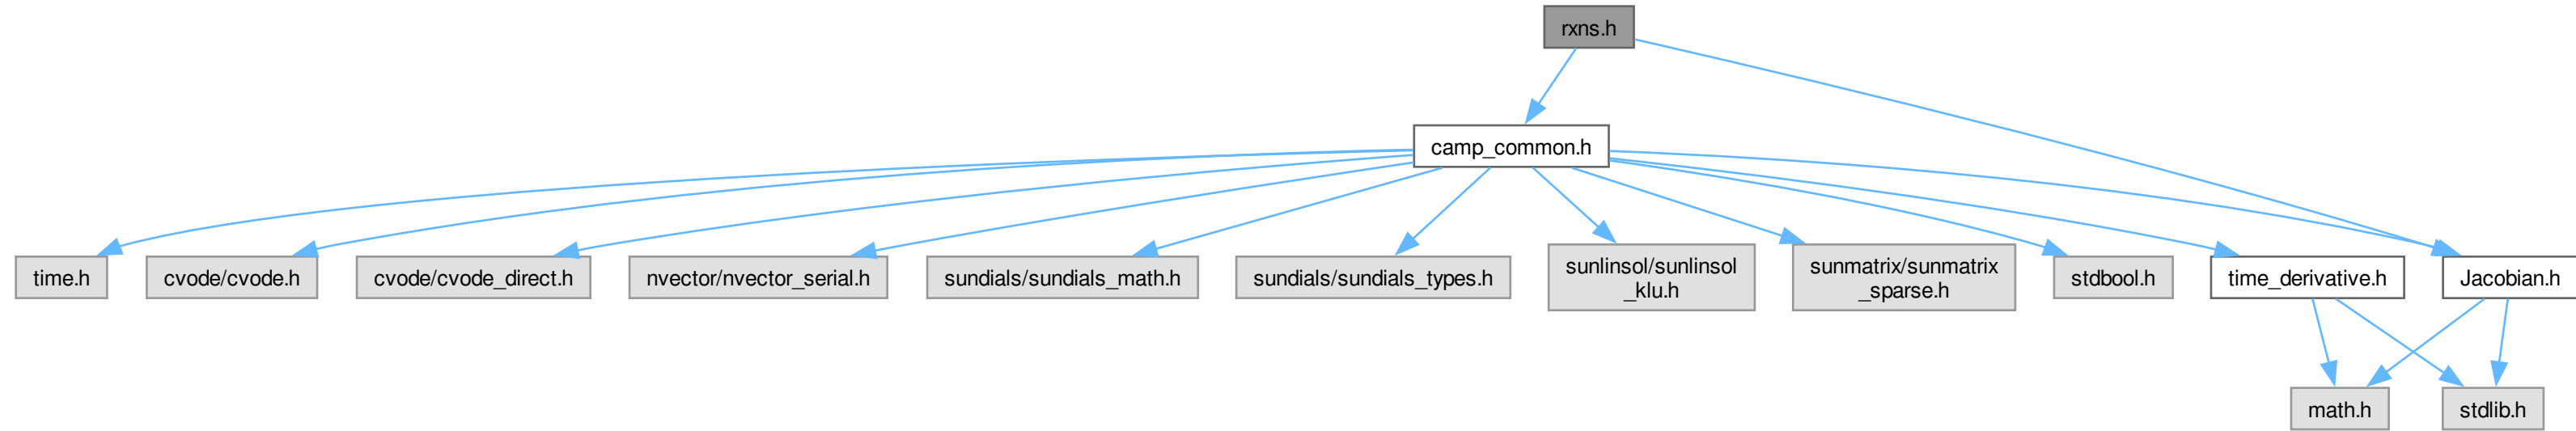 rxns.h
camp_common.h
time.h
cvode/cvode.h
cvode/cvode_direct.h
nvector/nvector_serial.h
sundials/sundials_math.h
sundials/sundials_types.h
sunlinsol/sunlinsol
_klu.h
sunmatrix/sunmatrix
_sparse.h
stdbool.h
time_derivative.h
Jacobian.h
math.h
stdlib.h